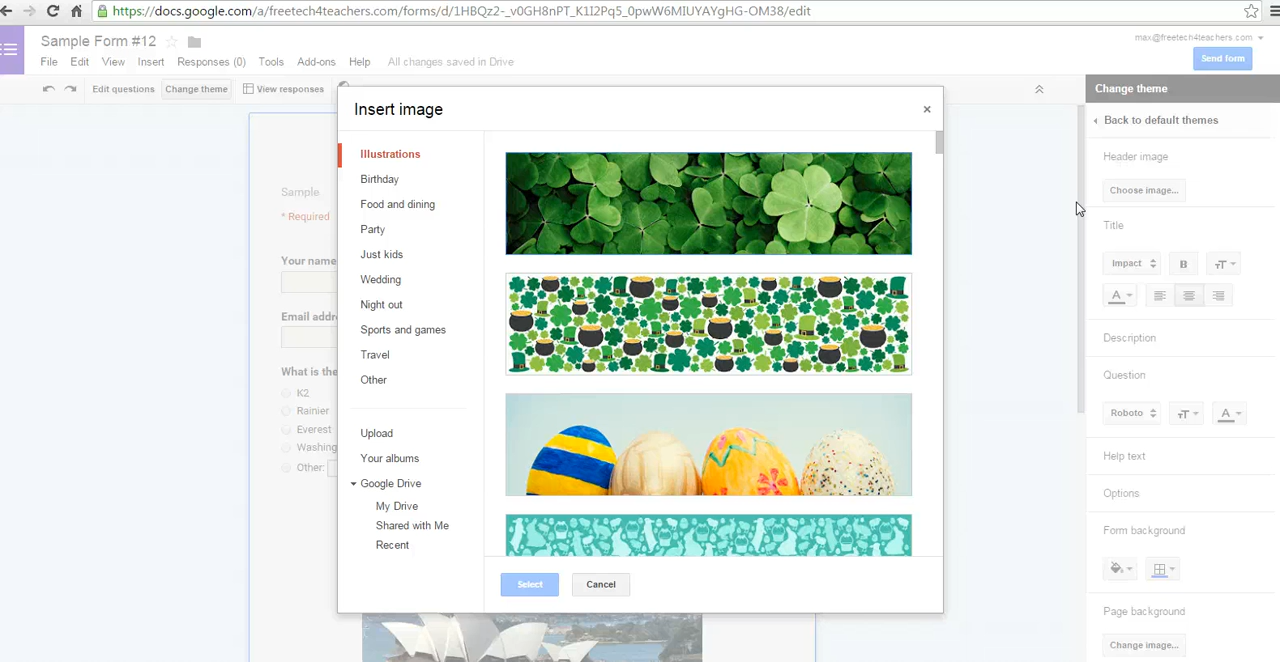 https://docs.google.com/a/freetech4teachers.com/forms/d/1HBQz2-_v0GH8nPT_K1I2Pq5_0pwW6MIUYAYgHG-OM38/edit
Sample Form #12
max@freetech4teachers.com
File Edit View Insert Responses (0) Tools Add-ons Help All changes saved in Drive
Send form
Edit questions Change theme View responses
Change theme
Back to default themes
Header image
Choose image...
Title
Impact B T
A
Description
Question
Roboto T A
Help text
Options
Form background
Page background
Change image...
Sample
* Required
Your name
Email addre
What is the
K2
Rainier
Everest
Washing
Other:
Insert image
×
Illustrations
Birthday
Food and dining
Party
Just kids
Wedding
Night out
Sports and games
Travel
Other
Upload
Your albums
Google Drive
My Drive
Shared with Me
Recent
Select Cancel